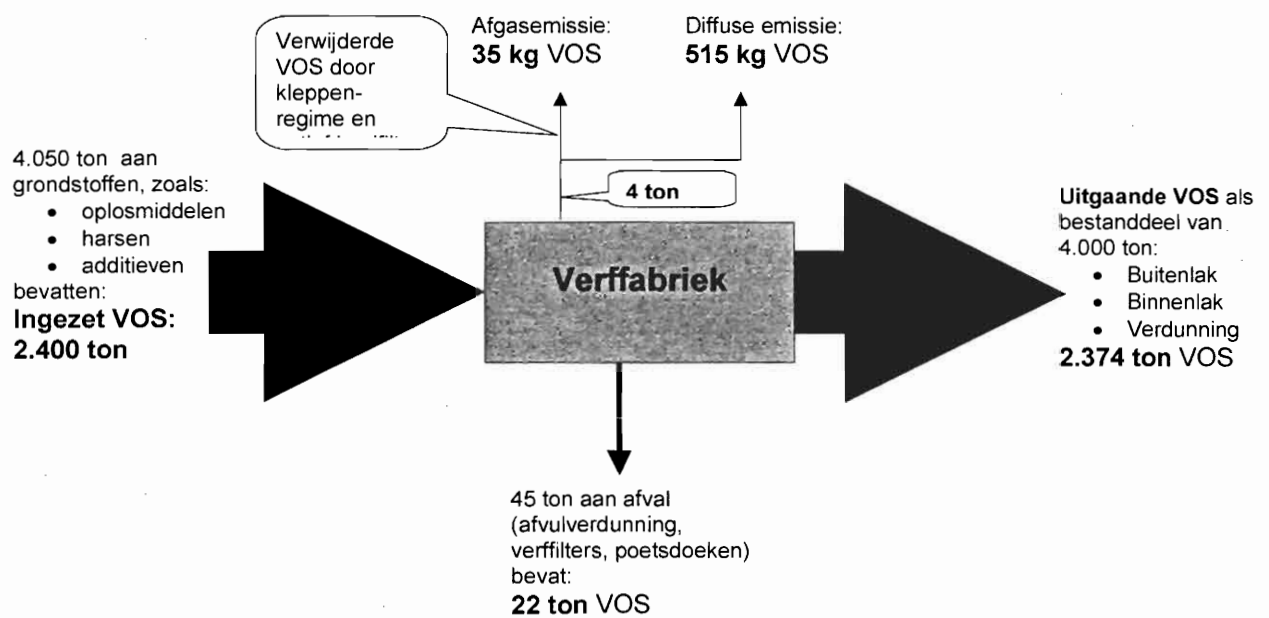 Verwijderde
VOS door
kleppen-
regime en
Afgasemissie:
35 kg VOS
Diffuse emissie:
515 kg VOS
4.050 ton aan
grondstoffen, zoals:
• oplosmiddelen
• harsen
• additieven
bevatten:
Ingezet VOS:
2.400 ton
4 ton
Verffabriek
Uitgaande VOS als
bestanddeel van
4.000 ton:
• Buitenlak
• Binnenlak
• Verdunning
2.374 ton VOS
45 ton aan afval
(afvulverdunning,
verffilters, poetsdoeken)
bevat:
22 ton VOS